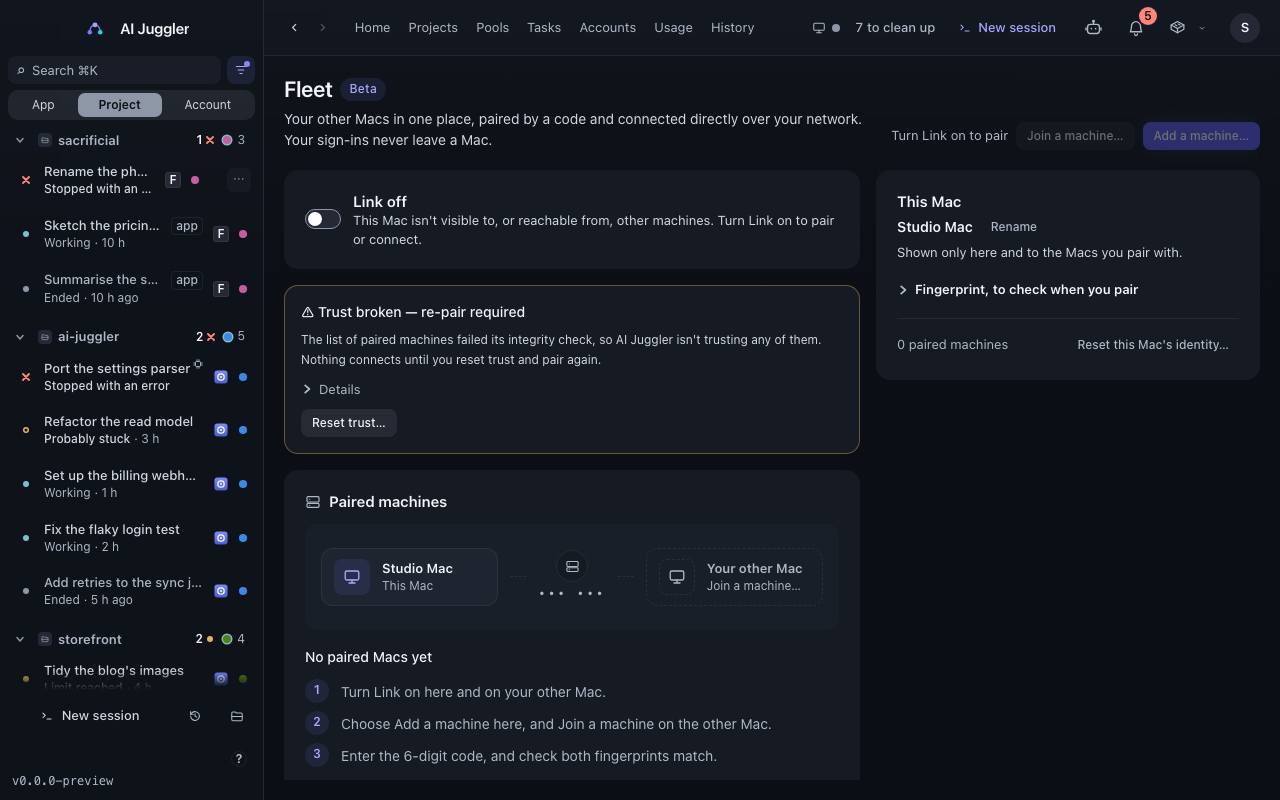 AI Juggler
Search ⌘K
App Project Account
sacrificial 1 3
Rename the ph... F
Stopped with an ...
Sketch the pricin... app F
Working · 10 h
Summarise the s... app F
Ended · 10 h ago
ai-juggler 2 5
Port the settings parser
Stopped with an error
Refactor the read model
Probably stuck · 3 h
Set up the billing webh...
Working · 1 h
Fix the flaky login test
Working · 2 h
Add retries to the sync j...
Ended · 5 h ago
storefront 2 4
Tidy the blog's images
Limit reached · 4 h
New session
?
v0.0.0-preview
Home Projects Pools Tasks Accounts Usage History 7 to clean up New session 5 S
Fleet Beta
Your other Macs in one place, paired by a code and connected directly over your network.
Your sign-ins never leave a Mac.
Turn Link on to pair Join a machine... Add a machine...
Link off
This Mac isn't visible to, or reachable from, other machines. Turn Link on to pair
or connect.
Trust broken — re-pair required
The list of paired machines failed its integrity check, so AI Juggler isn't trusting any of them.
Nothing connects until you reset trust and pair again.
Details
Reset trust...
Paired machines
Studio Mac
This Mac
Your other Mac
Join a machine...
No paired Macs yet
1 Turn Link on here and on your other Mac.
2 Choose Add a machine here, and Join a machine on the other Mac.
3 Enter the 6-digit code, and check both fingerprints match.
This Mac
Studio Mac Rename
Shown only here and to the Macs you pair with.
Fingerprint, to check when you pair
0 paired machines Reset this Mac's identity...